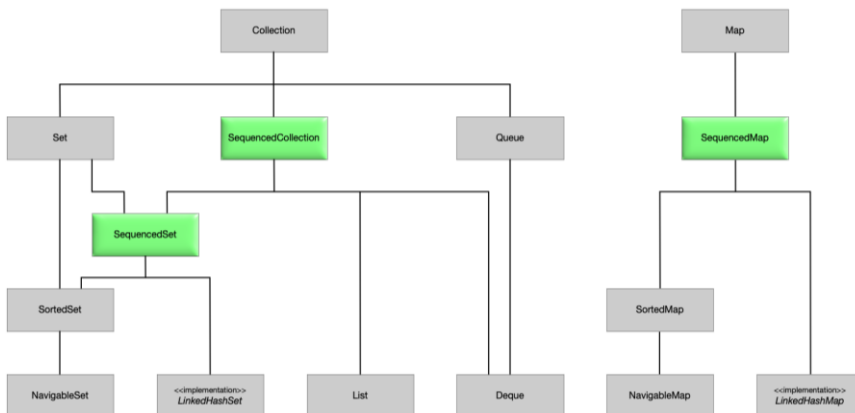 Collection
Map
Set
SequencedCollection
Queue
SequencedMap
SequencedSet
SortedSet
SortedMap
NavigableSet
<<implementation>>
LinkedHashSet
List
Deque
NavigableMap
<<implementation>>
LinkedHashMap